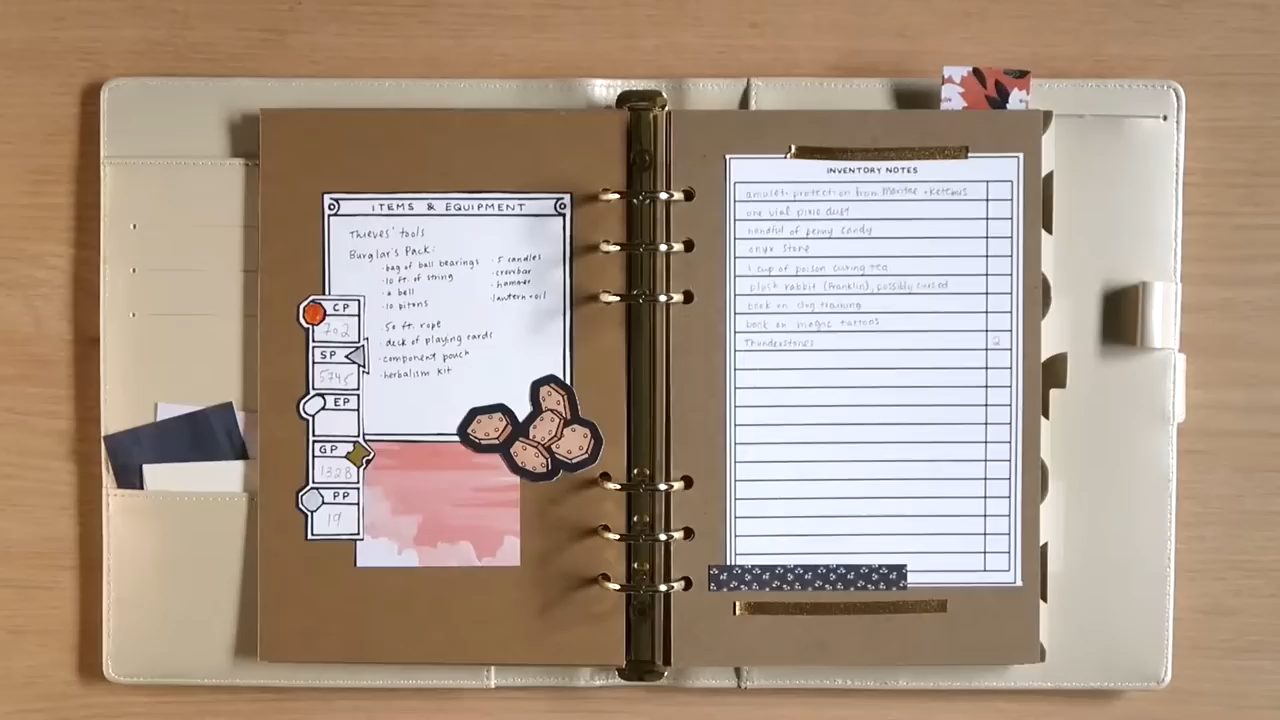 ITEMS & EQUIPMENT
Thieves' tools
Burglar's Pack:
· bag of ball bearings
· 10 ft. of string
· a bell
· 10 pitons
· 5 candles
· crowbar
· hammer
· lantern + oil
· 50 ft. rope
· deck of playing cards
· component pouch
· herbalism kit
CP
702
SP
5745
EP
GP
1328
PP
19
INVENTORY NOTES
amulet: protection from
one vial pixie dust
handful of penny candy
onyx stone
1 cup of poison curing tea
plush rabbit (Franklin), possibly cursed
book on dog training
book on magic tattoos
Thunderstones 2